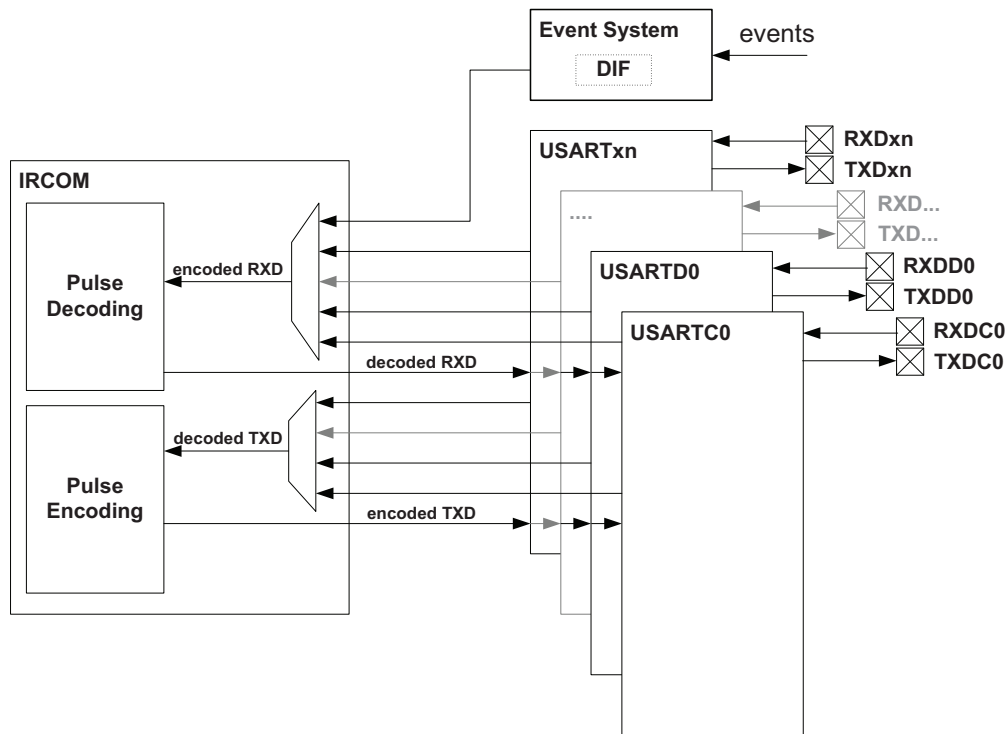 Event System
DIF
events
IRCOM
Pulse
Decoding
encoded RXD
decoded RXD
Pulse
Encoding
decoded TXD
encoded TXD
USARTxn
RXDxn
TXDxn
....
RXD...
TXD...
USARTD0
RXDD0
TXDD0
USARTC0
RXDC0
TXDC0